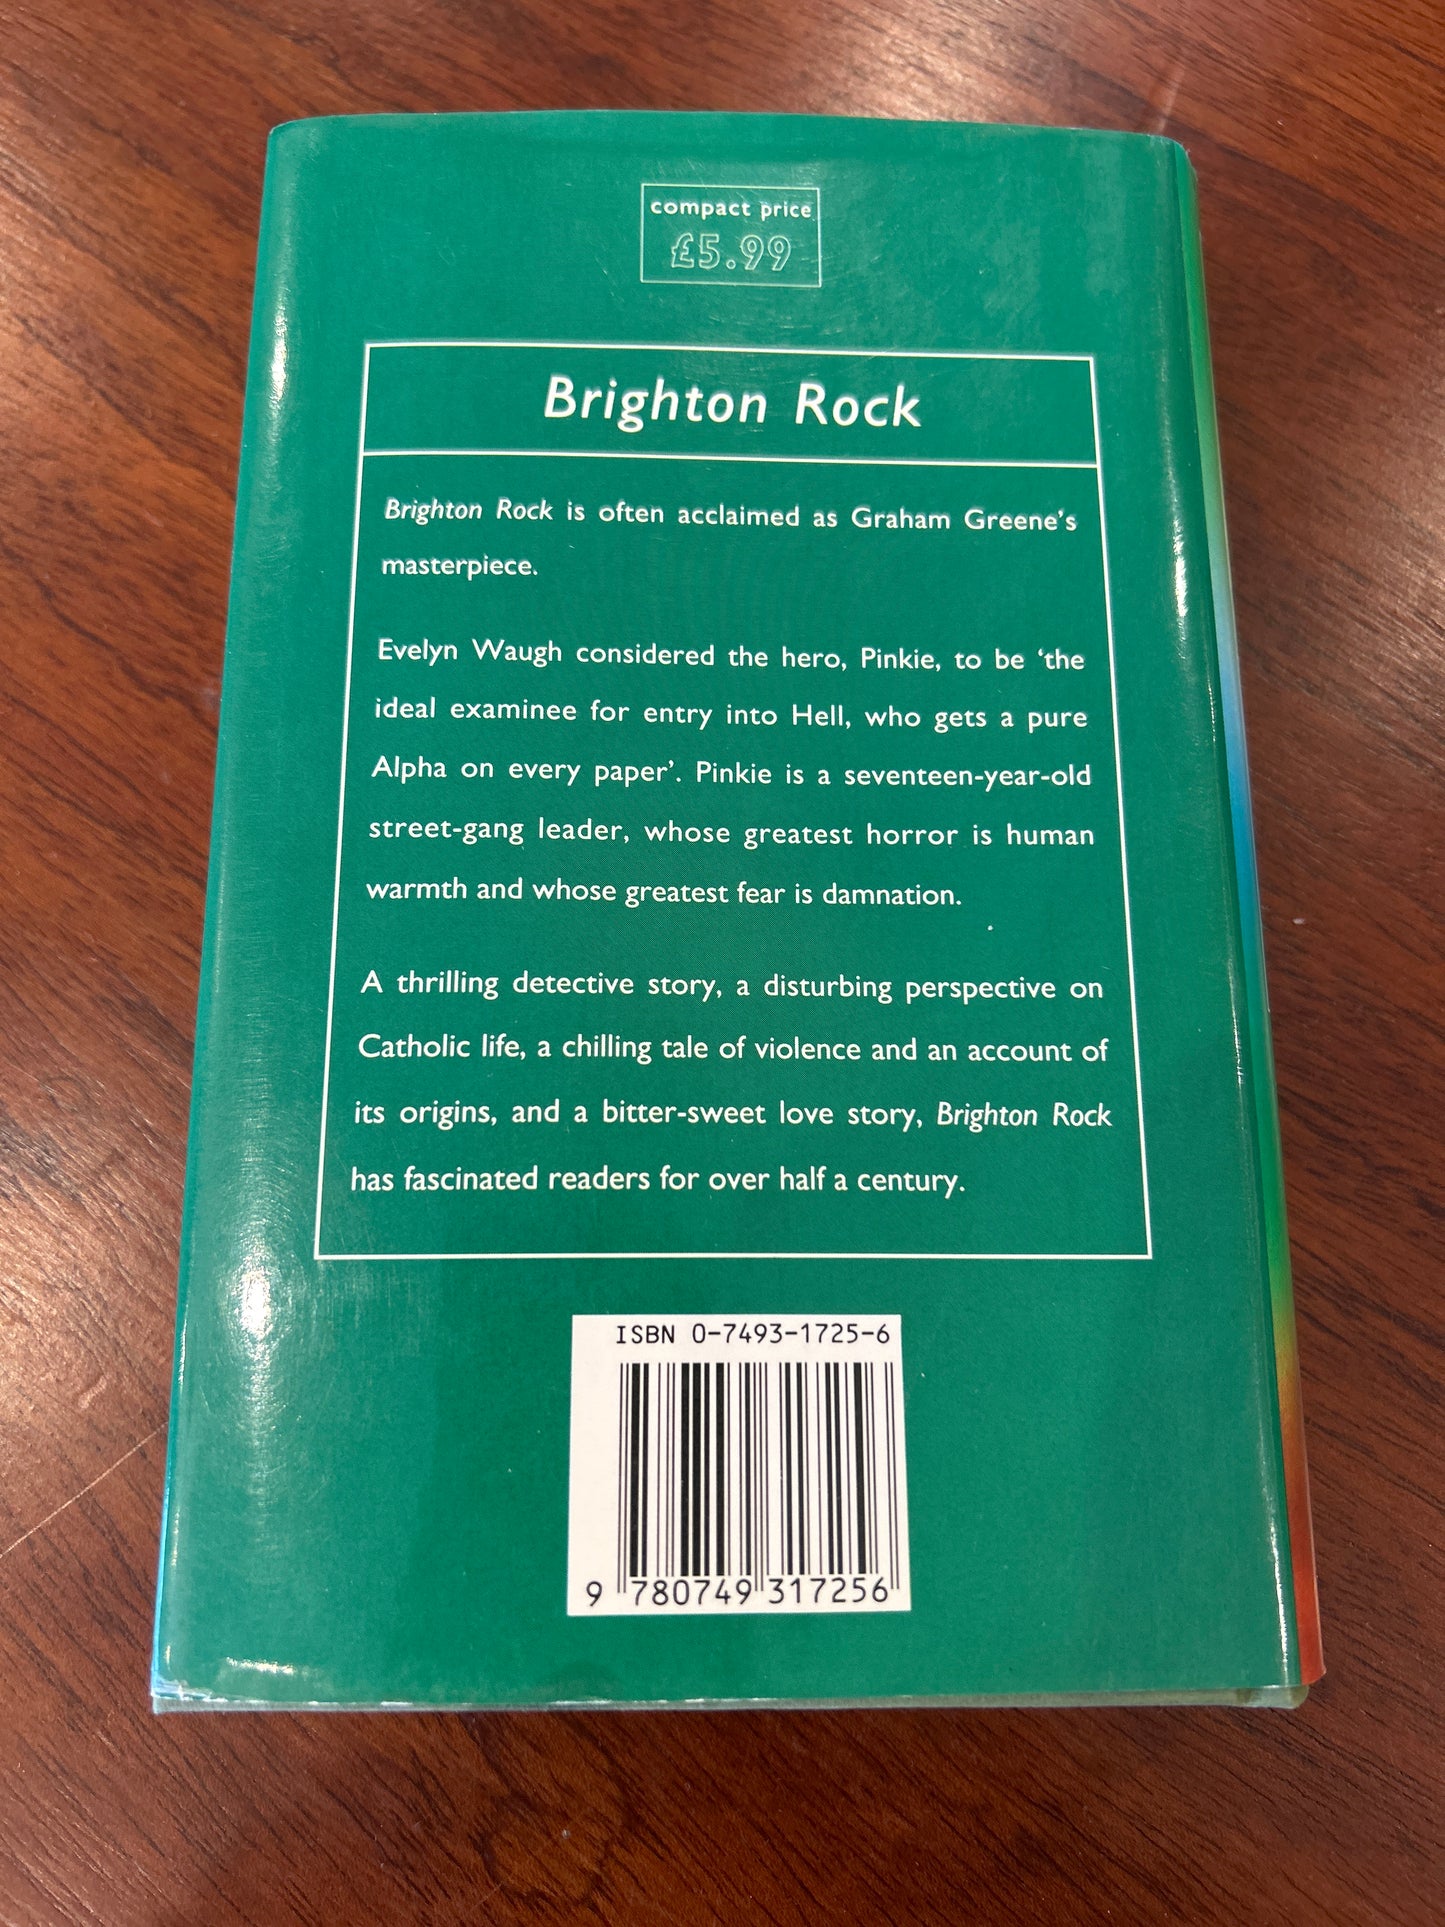 compact price
£5.99
Brighton Rock
Brighton Rock is often acclaimed as Graham Greene's
masterpiece.
Evelyn Waugh considered the hero, Pinkie, to be ‘the
ideal examinee for entry into Hell, who gets a pure
Alpha on every paper’. Pinkie is a seventeen-year-old
street-gang leader, whose greatest horror is human
warmth and whose greatest fear is damnation.
A thrilling detective story, a disturbing perspective on
Catholic life, a chilling tale of violence and an account of
its origins, and a bitter-sweet love story, Brighton Rock
has fascinated readers for over half a century.
ISBN 0-7493-1725-6
9 780749 317256